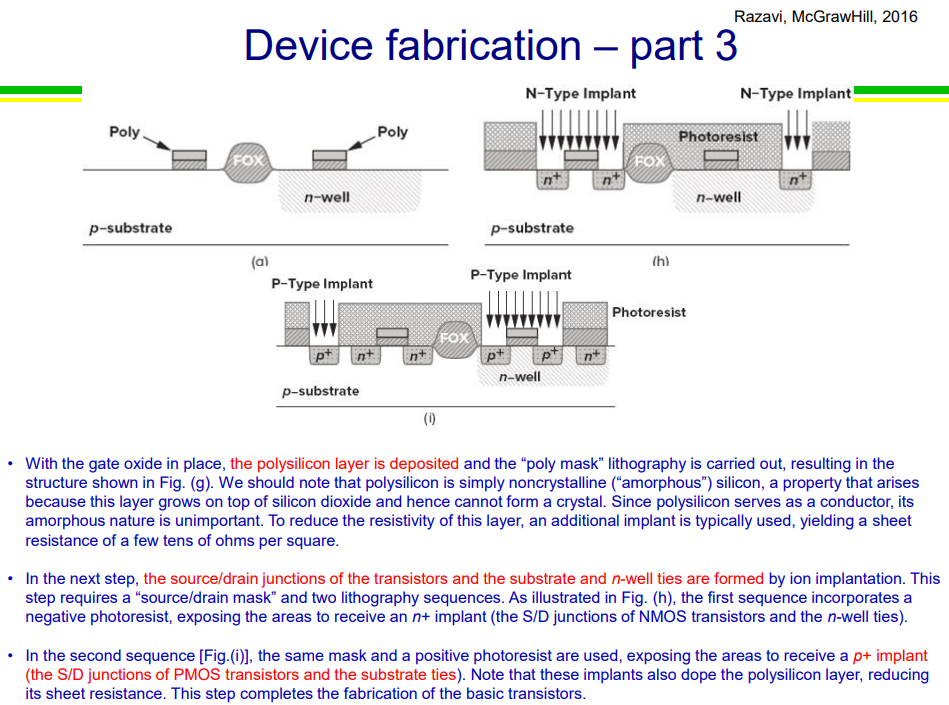 Razavi, McGrawHill, 2016
Device fabrication – part 3
N–Type Implant N–Type Implant
Poly Poly
Photoresist
FOX FOX
n+ n+ n+
n–well n–well
p–substrate p–substrate
(g) (h)
P–Type Implant P–Type Implant
Photoresist
FOX
p+ n+ n+ p+ p+ n+
n–well
p–substrate
(i)
• With the gate oxide in place, the polysilicon layer is deposited and the “poly mask” lithography is carried out, resulting in the
structure shown in Fig. (g). We should note that polysilicon is simply noncrystalline (“amorphous”) silicon, a property that arises
because this layer grows on top of silicon dioxide and hence cannot form a crystal. Since polysilicon serves as a conductor, its
amorphous nature is unimportant. To reduce the resistivity of this layer, an additional implant is typically used, yielding a sheet
resistance of a few tens of ohms per square.
• In the next step, the source/drain junctions of the transistors and the substrate and n-well ties are formed by ion implantation. This
step requires a “source/drain mask” and two lithography sequences. As illustrated in Fig. (h), the first sequence incorporates a
negative photoresist, exposing the areas to receive an n+ implant (the S/D junctions of NMOS transistors and the n-well ties).
• In the second sequence [Fig.(i)], the same mask and a positive photoresist are used, exposing the areas to receive a p+ implant
(the S/D junctions of PMOS transistors and the substrate ties). Note that these implants also dope the polysilicon layer, reducing
its sheet resistance. This step completes the fabrication of the basic transistors.